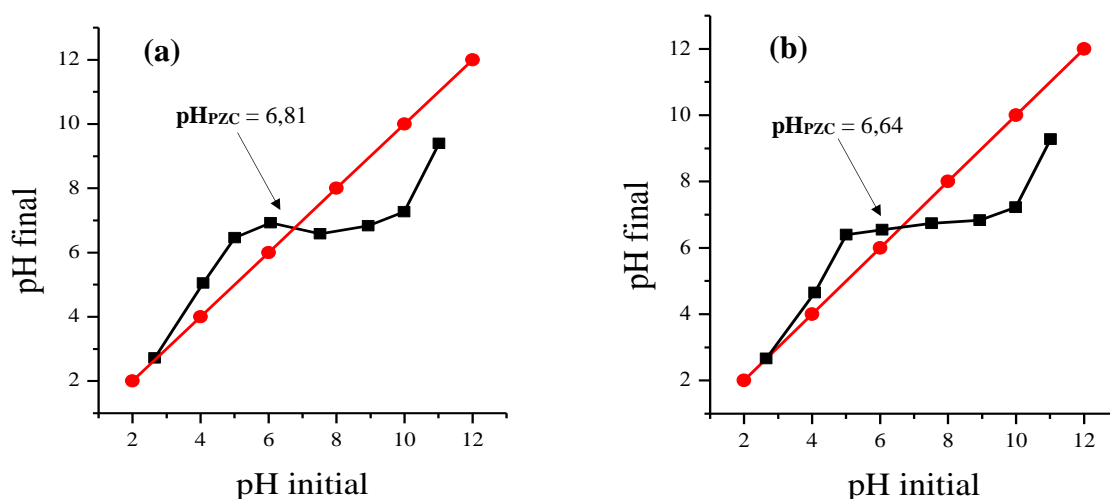 (a)
pHPZC = 6,81
12
10
8
6
4
2
pH final
2 4 6 8 10 12
pH initial
(b)
pHPZC = 6,64
12
10
8
6
4
2
pH final
2 4 6 8 10 12
pH initial